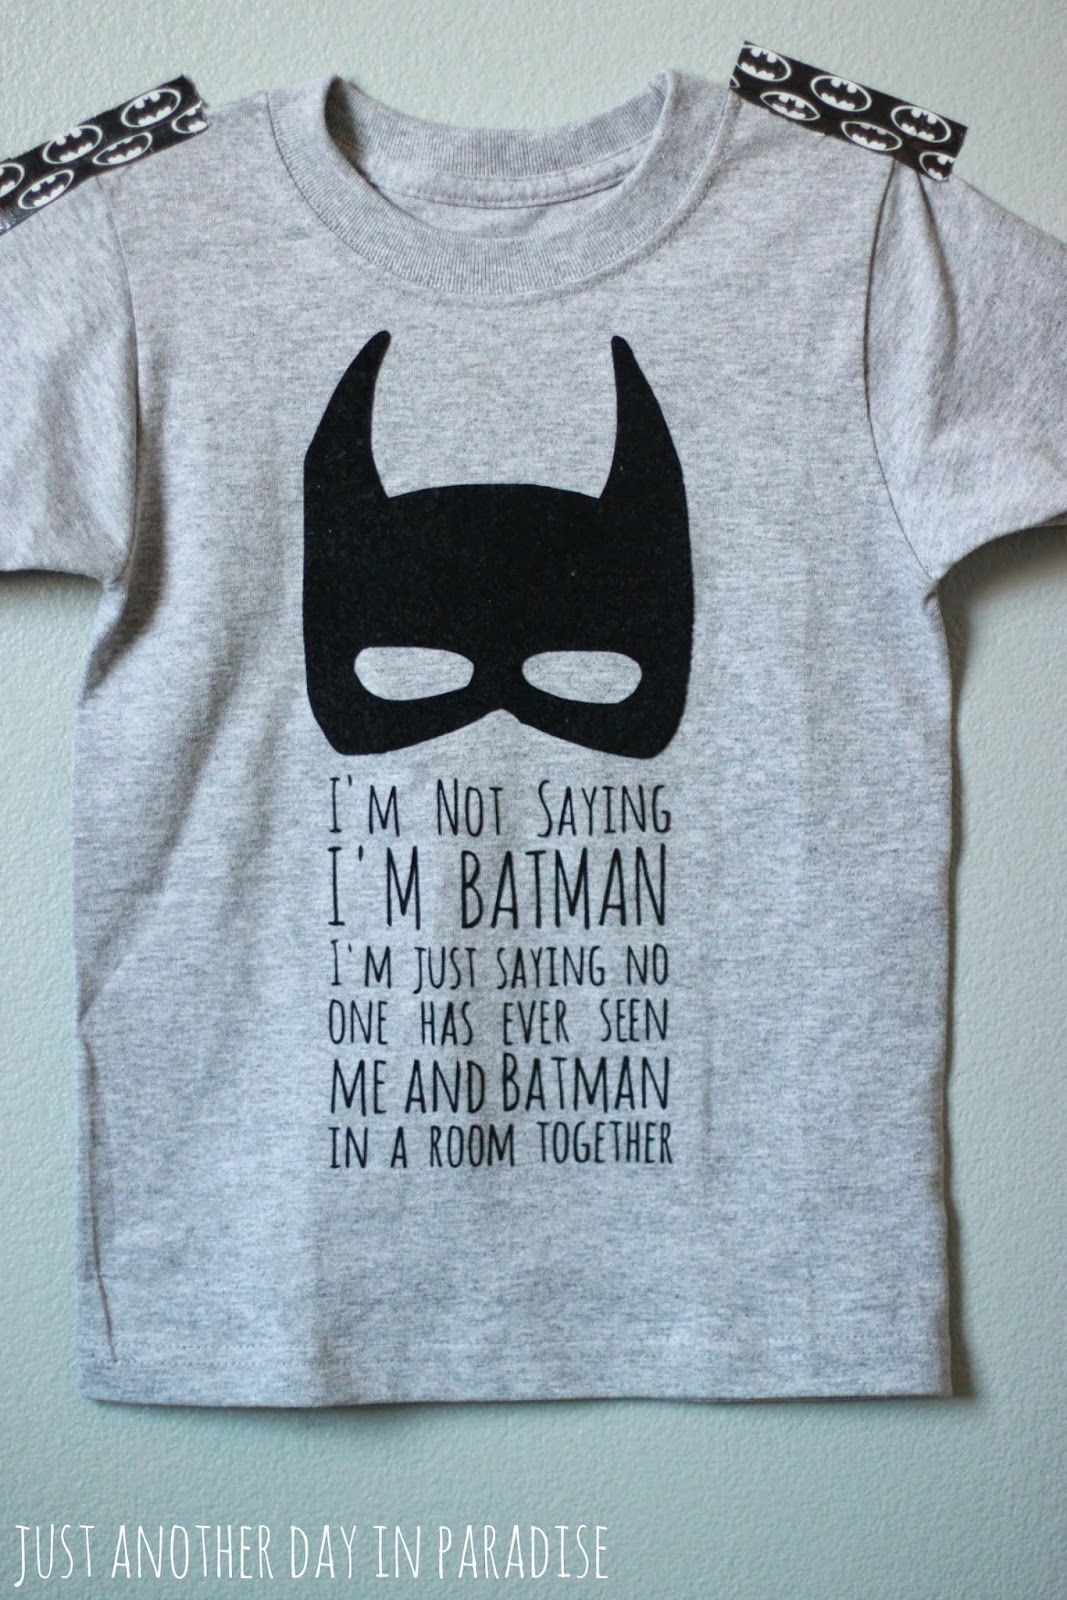 I'm Not Saying
I'M BATMAN
I'm just saying no
one has ever seen
me and Batman
in a room together
JUST ANOTHER DAY IN PARADISE